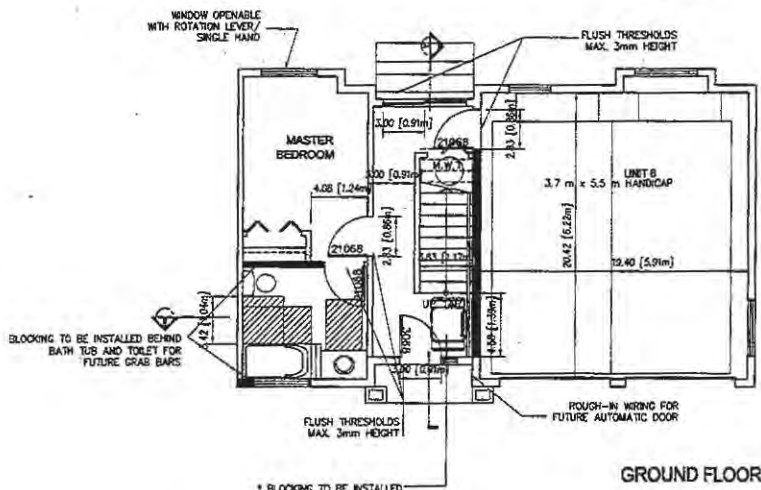 WINDOW OPENABLE
WITH ROTATION LEVER/
SINGLE HAND
FLUSH THRESHOLDS
MAX. 3mm HEIGHT
MASTER
BEDROOM
3.00 [0.91m]
21068
2.83 [0.86m]
H.W.T.
UNIT 8
3.7 m x 5.5 m HANDICAP
4.08 [1.24m]
3.00 [0.91m]
20.42 [6.22m]
19.40 [5.91m]
21068
2.83 [0.86m]
21068
BLOCKING TO BE INSTALLED BEHIND
BATH TUB AND TOILET FOR
FUTURE GRAB BARS
3068
3.00 [0.91m]
FLUSH THRESHOLDS
MAX. 3mm HEIGHT
ROUGH-IN WIRING FOR
FUTURE AUTOMATIC DOOR
* BLOCKING TO BE INSTALLED
GROUND FLOOR